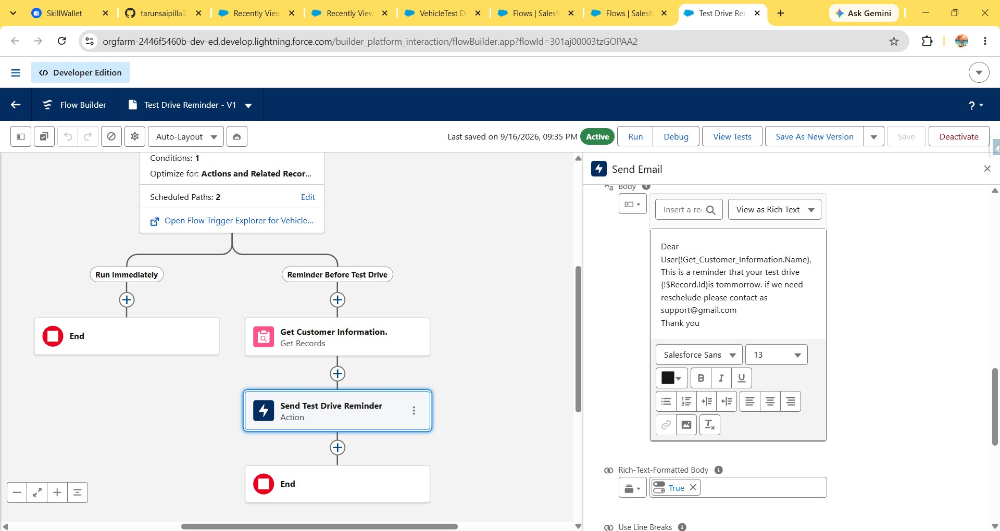 SkillWallet
tarunsaipilla3
Recently View
Recently View
VehicleTest D
Flows | Salesf
Flows | Salesfo
Test Drive Rem
Ask Gemini
orgfarm-2446f5460b-dev-ed.develop.lightning.force.com/builder_platform_interaction/flowBuilder.app?flowId=301aj00003tzGOPAA2
Developer Edition
Flow Builder
Test Drive Reminder - V1
?
Auto-Layout
Last saved on 9/16/2026, 09:35 PM
Active
Run
Debug
View Tests
Save As New Version
Save
Deactivate
Conditions: 1
Optimize for: Actions and Related Recor...
Scheduled Paths: 2
Edit
Open Flow Trigger Explorer for Vehicle...
Run Immediately
Reminder Before Test Drive
End
Get Customer Information.
Get Records
Send Test Drive Reminder
Action
End
Send Email
Aa Body
Insert a re
View as Rich Text
Dear
User{!Get_Customer_Information.Name},
This is a reminder that your test drive
{!$Record.Id}is tommorrow. if we need
reschelude please contact as
support@gmail.com
Thank you
Salesforce Sans
13
B I U
Rich-Text-Formatted Body
True
Use Line Breaks